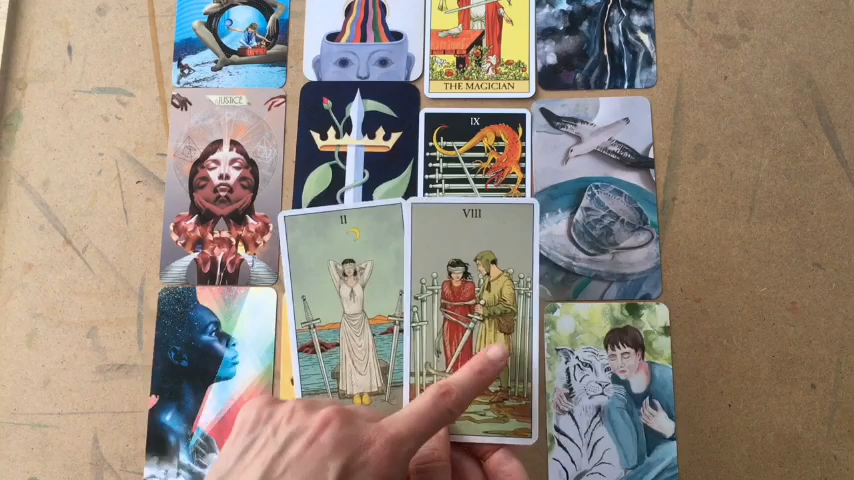 THE MAGICIAN
JUSTICE
IX
II
VIII